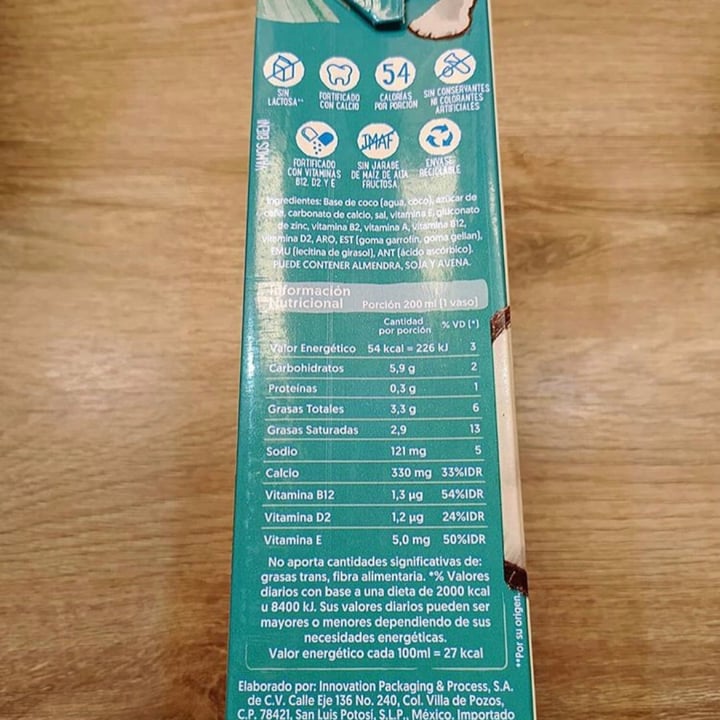 SIN
LACTOSA**
FORTIFICADO
CON CALCIO
54
CALORÍAS
POR PORCIÓN
SIN CONSERVANTES
NI COLORANTES
ARTIFICIALES
VAMOS BIEN!
FORTIFICADO
CON VITAMINAS
B12, D2 Y E
JMAF
SIN JARABE
DE MAÍZ DE ALTA
FRUCTOSA
ENVASE
RECICLABLE
Ingredientes: Base de coco (agua, coco), azúcar de
caña, carbonato de calcio, sal, vitamina E, gluconato
de zinc, vitamina B2, vitamina A, vitamina B12,
vitamina D2, ARO, EST (goma garrofín, goma gellan),
EMU (lecitina de girasol), ANT (ácido ascórbico).
PUEDE CONTENER ALMENDRA, SOJA Y AVENA.
Información
Nutricional Porción 200 ml (1 vaso)
Cantidad
por porción % VD (*)
Valor Energético 54 kcal = 226 kJ 3
Carbohidratos 5,9 g 2
Proteínas 0,3 g 1
Grasas Totales 3,3 g 6
Grasas Saturadas 2,9 13
Sodio 121 mg 5
Calcio 330 mg 33%IDR
Vitamina B12 1,3 µg 54%IDR
Vitamina D2 1,2 µg 24%IDR
Vitamina E 5,0 mg 50%IDR
No aporta cantidades significativas de:
grasas trans, fibra alimentaria. *% Valores
diarios con base a una dieta de 2000 kcal
u 8400 kJ. Sus valores diarios pueden ser
mayores o menores dependiendo de sus
necesidades energéticas.
Valor energético cada 100ml = 27 kcal
**Por su origen.
Elaborado por: Innovation Packaging & Process, S.A.
de C.V. Calle Eje 136 No. 240, Col. Villa de Pozos,
C.P. 78421, San Luis Potosí, S.L.P., México. Importado